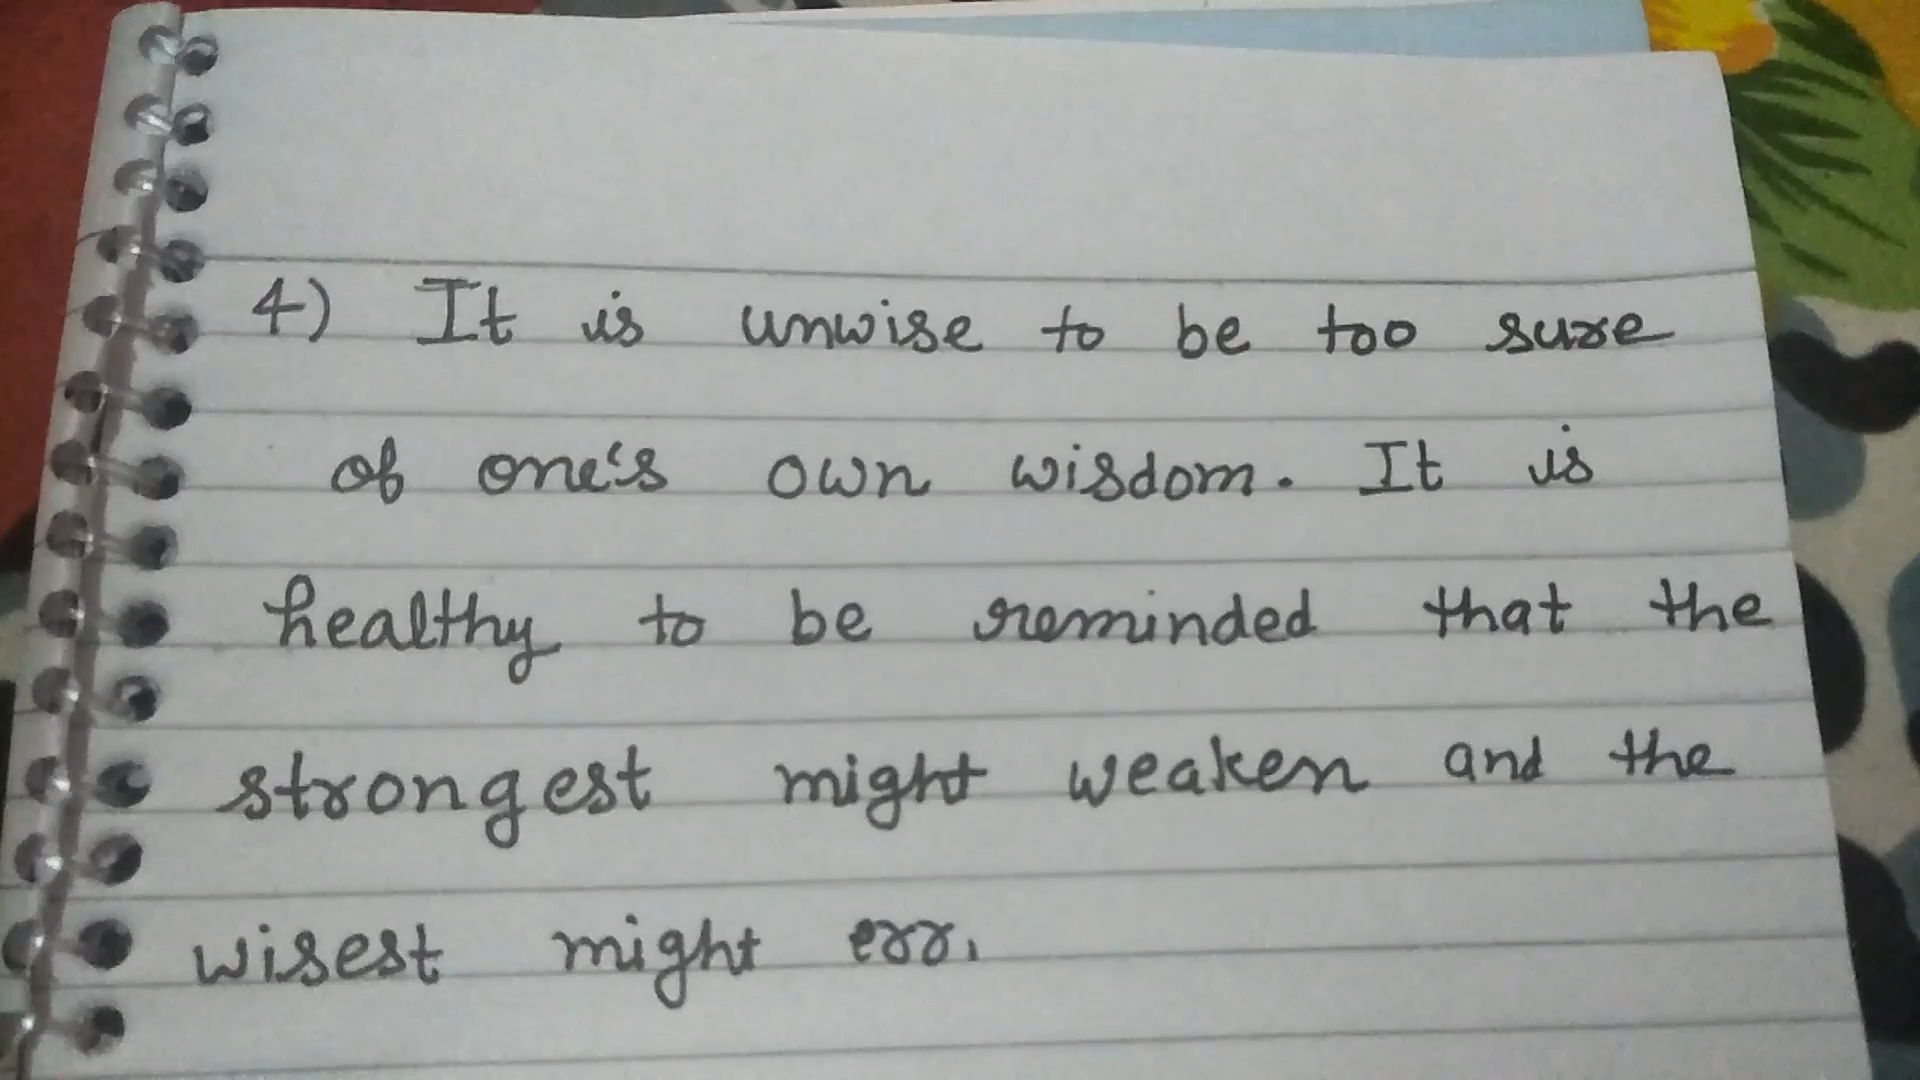 4) It is unwise to be too sure
of one's own wisdom. It is
healthy to be reminded that the
strongest might weaken and the
wisest might err.